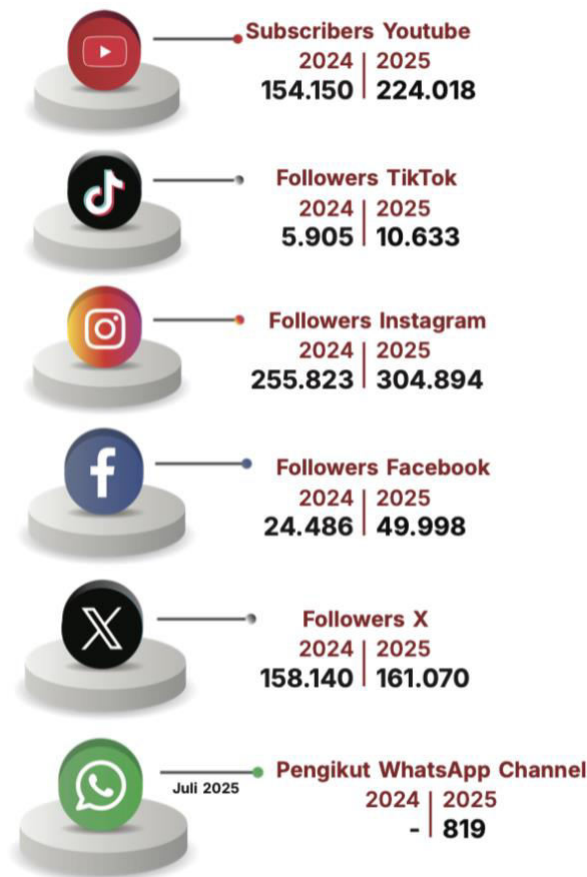 Subscribers Youtube
2024 | 2025
154.150 | 224.018
Followers TikTok
2024 | 2025
5.905 | 10.633
Followers Instagram
2024 | 2025
255.823 | 304.894
Followers Facebook
2024 | 2025
24.486 | 49.998
Followers X
2024 | 2025
158.140 | 161.070
Juli 2025
Pengikut WhatsApp Channel
2024 | 2025
- | 819